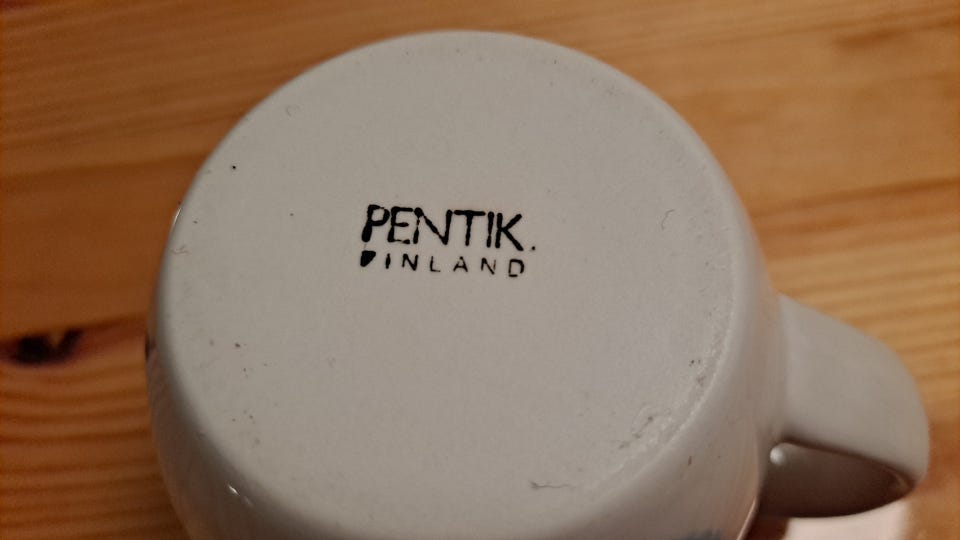 PENTIK.
FINLAND